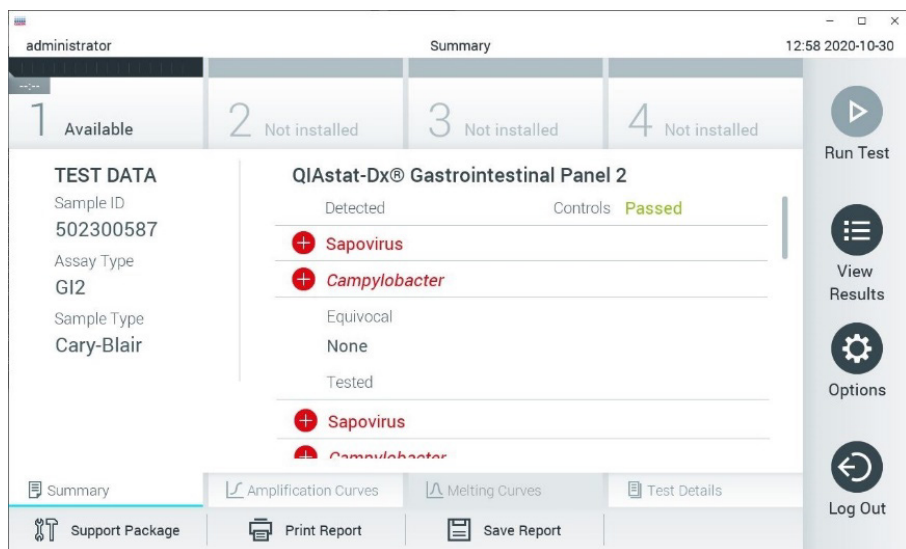 administrator
Summary
12:58 2020-10-30
--:--
1 Available
2 Not installed
3 Not installed
4 Not installed
Run Test
TEST DATA
Sample ID
502300587
Assay Type
GI2
Sample Type
Cary-Blair
QIAstat-Dx® Gastrointestinal Panel 2
Detected
Controls Passed
Sapovirus
Campylobacter
Equivocal
None
Tested
Sapovirus
Campylobacter
View
Results
Options
Log Out
Summary
Amplification Curves
Melting Curves
Test Details
Support Package
Print Report
Save Report